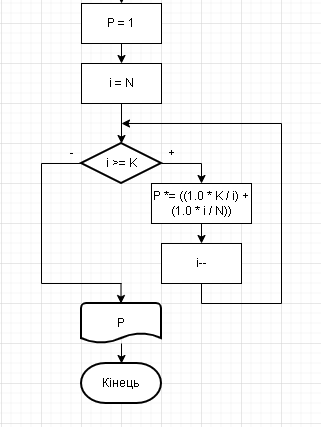 P = 1
i = N
i >= K
-
+
P *= ((1.0 * K / i) +
(1.0 * i / N))
i--
P
Кінець